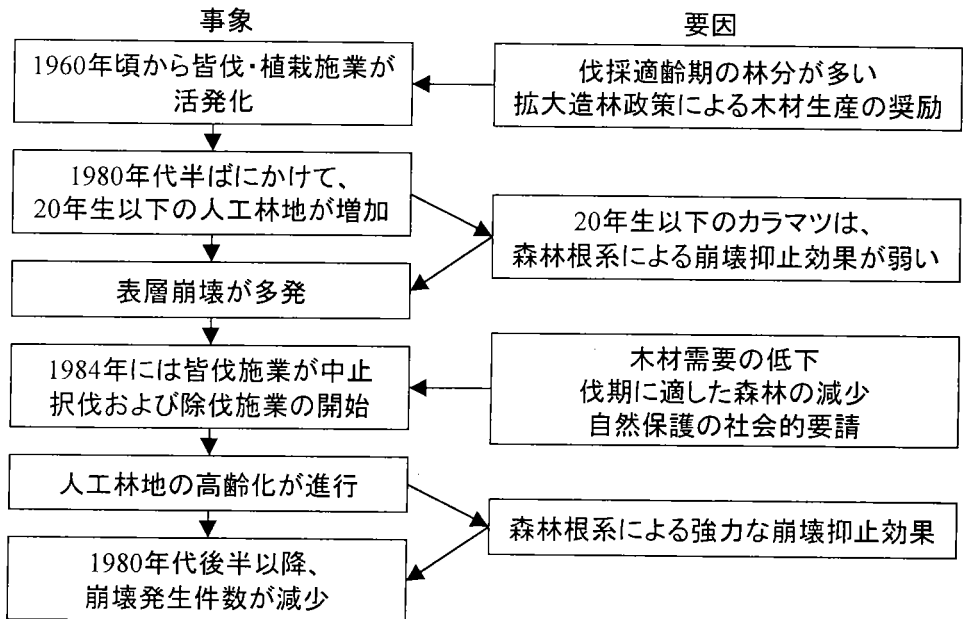 事象
要因
1960年頃から皆伐・植栽施業が
活発化
伐採適齢期の林分が多い
拡大造林政策による木材生産の奨励
1980年代半ばにかけて、
20年生以下の人工林地が増加
20年生以下のカラマツは、
森林根系による崩壊抑止効果が弱い
表層崩壊が多発
1984年には皆伐施業が中止
択伐および除伐施業の開始
木材需要の低下
伐期に適した森林の減少
自然保護の社会的要請
人工林地の高齢化が進行
森林根系による強力な崩壊抑止効果
1980年代後半以降、
崩壊発生件数が減少